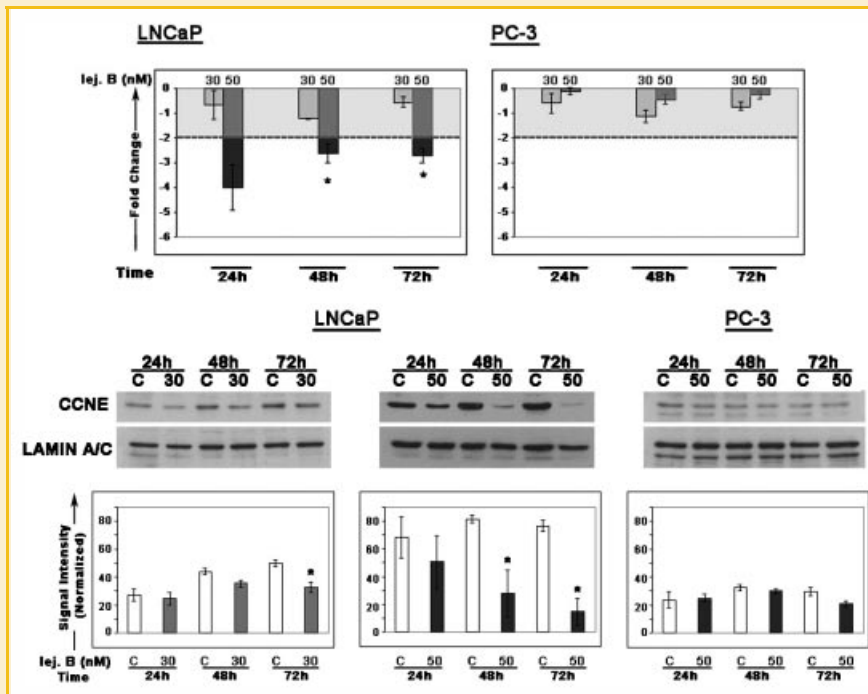 LNCaP PC-3
Iej. B (nM) 30 50 30 50 30 50 30 50 30 50 30 50
Fold Change
0 -1 -2 -3 -4 -5 -6
0 -1 -2 -3 -4 -5 -6
* *
Time 24h 48h 72h 24h 48h 72h
LNCaP PC-3
24h 48h 72h 24h 48h 72h 24h 48h 72h
C 30 C 30 C 30 C 50 C 50 C 50 C 50 C 50 C 50
CCNE
LAMIN A/C
Signal Intensity
(Normalized)
80 60 40 20 0
80 60 40 20 0
80 60 40 20 0
* * *
Iej. B (nM) C 30 C 30 C 30 C 50 C 50 C 50 C 50 C 50 C 50
Time 24h 48h 72h 24h 48h 72h 24h 48h 72h